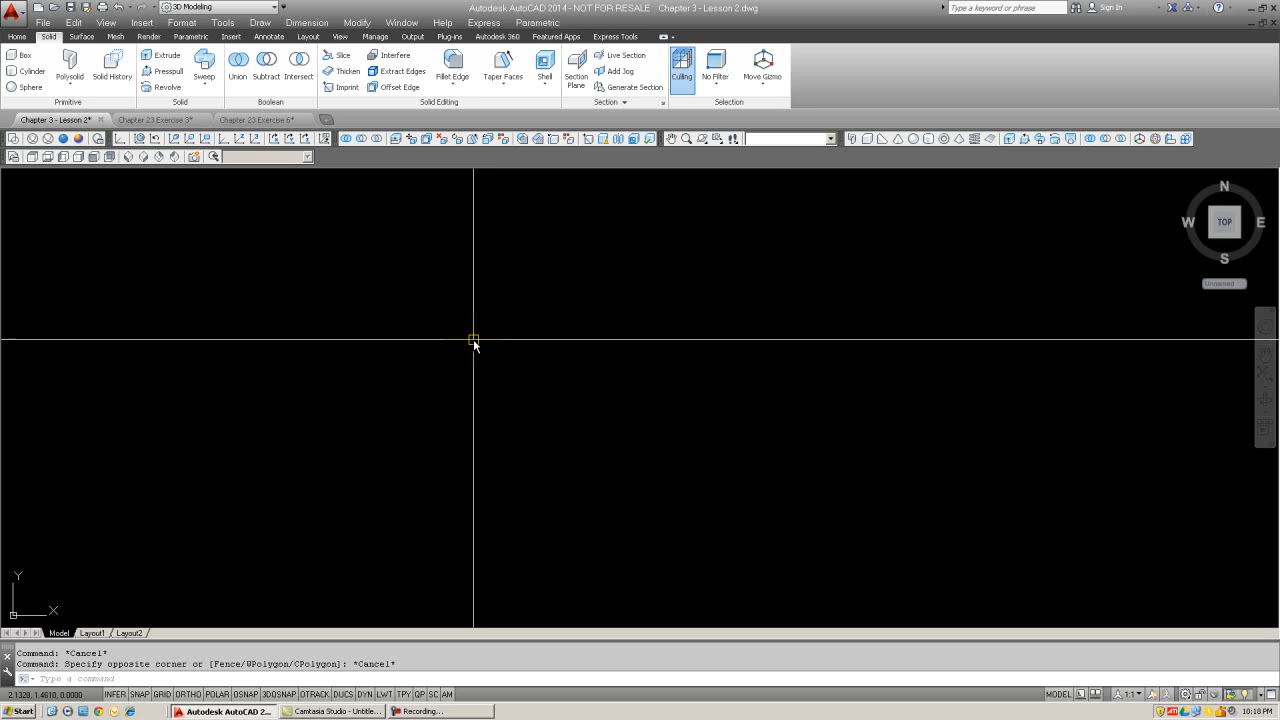 3D Modeling
Autodesk AutoCAD 2014 - NOT FOR RESALE Chapter 3 - Lesson 2.dwg
Type a keyword or phrase
Sign In
File Edit View Insert Format Tools Draw Dimension Modify Window Help Express Parametric
Home Solid Surface Mesh Render Parametric Insert Annotate Layout View Manage Output Plug-ins Autodesk 360 Featured Apps Express Tools
Box
Cylinder
Sphere
Polysolid
Solid History
Primitive
Extrude
Presspull
Revolve
Sweep
Solid
Union
Subtract
Intersect
Boolean
Slice
Thicken
Imprint
Interfere
Extract Edges
Offset Edge
Fillet Edge
Taper Faces
Shell
Solid Editing
Section
Plane
Live Section
Add Jog
Generate Section
Section
Culling
No Filter
Move Gizmo
Selection
Chapter 3 - Lesson 2*
Chapter 23 Exercise 3*
Chapter 23 Exercise 6*
N
W TOP E
S
Unnamed
Y
X
Model Layout1 Layout2
Command: *Cancel*
Command: Specify opposite corner or [Fence/WPolygon/CPolygon]: *Cancel*
Type a command
2.1328, 1.4610, 0.0000
INFER SNAP GRID ORTHO POLAR OSNAP 3DOSNAP OTRACK DUCS DYN LWT TPY QP SC AM
MODEL
1:1
Start
Autodesk AutoCAD 2...
Camtasia Studio - Untitle...
Recording...
10:18 PM